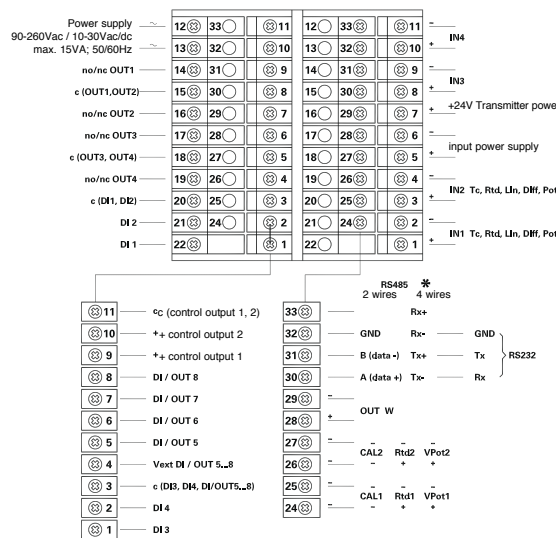 Power supply ~ 12 33 11 12 33 11 -
90-260Vac / 10-30Vac/dc IN4
max. 15VA; 50/60Hz ~ 13 32 10 13 32 10 +
no/nc OUT1 14 31 9 14 31 9 -
IN3
c (OUT1,OUT2) 15 30 8 15 30 8 +
no/nc OUT2 16 29 7 16 29 7 + +24V Transmitter powe
no/nc OUT3 17 28 6 17 28 6 -
input power supply
c (OUT3, OUT4) 18 27 5 18 27 5 +
no/nc OUT4 19 26 4 19 26 4 -
IN2 Tc, Rtd, Lin, Diff, Pot
c (DI1, DI2) 20 25 3 20 25 3 +
DI 2 21 24 2 21 24 2 -
IN1 Tc, Rtd, Lin, Diff, Pot
DI 1 22 1 22 1 +
RS485 *
2 wires 4 wires
11 cc (control output 1, 2) 33 Rx+
10 ++ control output 2 32 GND Rx- GND
9 ++ control output 1 31 B (data -) Tx+ Tx RS232
8 DI / OUT 8 30 A (data +) Tx- Rx
7 DI / OUT 7 29 -
OUT W
6 DI / OUT 6 28 +
5 DI / OUT 5 27 - - - -
CAL2 Rtd2 VPot2
4 Vext DI / OUT 5...8 26 - - + +
3 c (DI3, DI4, DI/OUT5...8) 25 - - - -
CAL1 Rtd1 VPot1
2 DI 4 24 - + +
1 DI 3